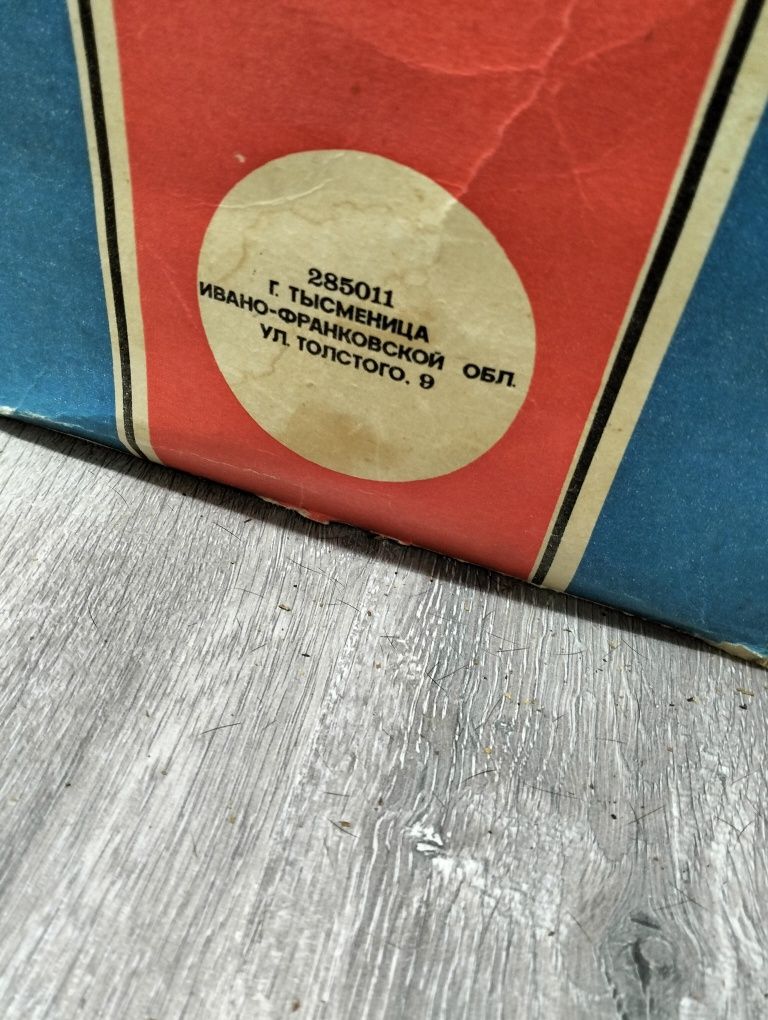 285011
Г. ТЫСМЕНИЦА
ИВАНО-ФРАНКОВСКОЙ ОБЛ.
УЛ. ТОЛСТОГО. 9